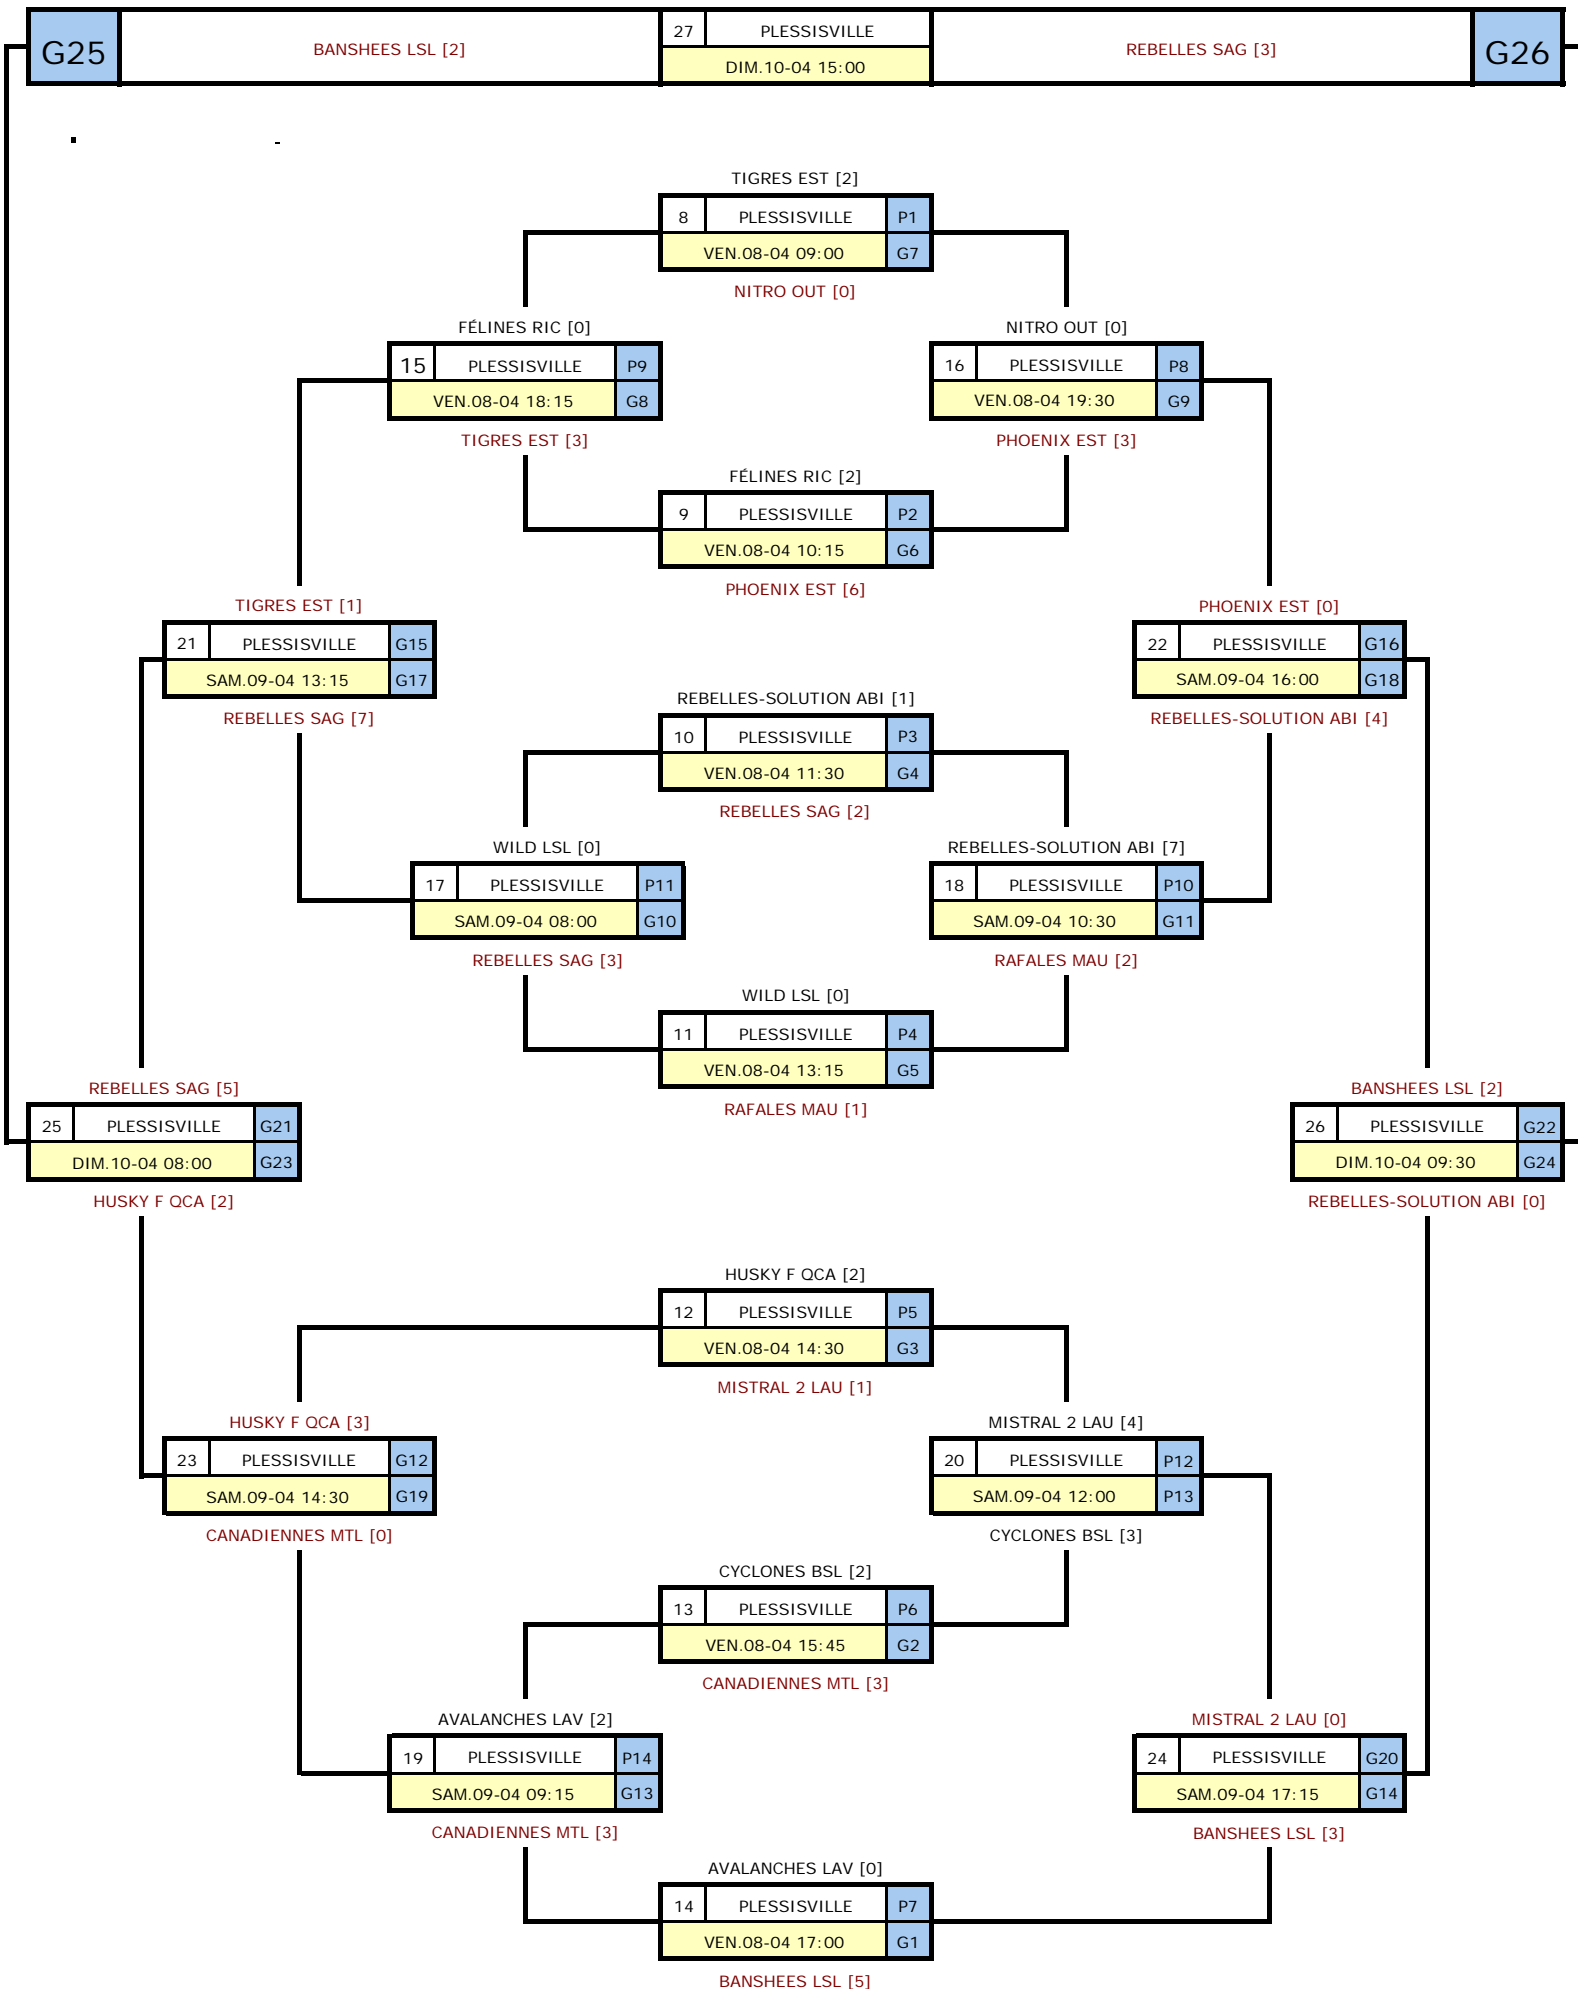 G25 BANSHEES LSL [2] 27 PLESSISVILLE REBELLES SAG [3] G26
DIM.10-04 15:00
TIGRES EST [2]
8 PLESSISVILLE P1
VEN.08-04 09:00 G7
NITRO OUT [0]
FÉLINES RIC [0] NITRO OUT [0]
15 PLESSISVILLE P9 16 PLESSISVILLE P8
VEN.08-04 18:15 G8 VEN.08-04 19:30 G9
TIGRES EST [3] PHOENIX EST [3]
FÉLINES RIC [2]
9 PLESSISVILLE P2
VEN.08-04 10:15 G6
PHOENIX EST [6]
TIGRES EST [1] PHOENIX EST [0]
21 PLESSISVILLE G15 22 PLESSISVILLE G16
SAM.09-04 13:15 G17 SAM.09-04 16:00 G18
REBELLES SAG [7] REBELLES-SOLUTION ABI [4]
REBELLES-SOLUTION ABI [1]
10 PLESSISVILLE P3
VEN.08-04 11:30 G4
REBELLES SAG [2]
WILD LSL [0] REBELLES-SOLUTION ABI [7]
17 PLESSISVILLE P11 18 PLESSISVILLE P10
SAM.09-04 08:00 G10 SAM.09-04 10:30 G11
REBELLES SAG [3] RAFALES MAU [2]
WILD LSL [0]
11 PLESSISVILLE P4
VEN.08-04 13:15 G5
RAFALES MAU [1]
REBELLES SAG [5] BANSHEES LSL [2]
25 PLESSISVILLE G21 26 PLESSISVILLE G22
DIM.10-04 08:00 G23 DIM.10-04 09:30 G24
HUSKY F QCA [2] REBELLES-SOLUTION ABI [0]
HUSKY F QCA [2]
12 PLESSISVILLE P5
VEN.08-04 14:30 G3
MISTRAL 2 LAU [1]
HUSKY F QCA [3] MISTRAL 2 LAU [4]
23 PLESSISVILLE G12 20 PLESSISVILLE P12
SAM.09-04 14:30 G19 SAM.09-04 12:00 P13
CANADIENNES MTL [0] CYCLONES BSL [3]
CYCLONES BSL [2]
13 PLESSISVILLE P6
VEN.08-04 15:45 G2
CANADIENNES MTL [3]
AVALANCHES LAV [2] MISTRAL 2 LAU [0]
19 PLESSISVILLE P14 24 PLESSISVILLE G20
SAM.09-04 09:15 G13 SAM.09-04 17:15 G14
CANADIENNES MTL [3] BANSHEES LSL [3]
AVALANCHES LAV [0]
14 PLESSISVILLE P7
VEN.08-04 17:00 G1
BANSHEES LSL [5]